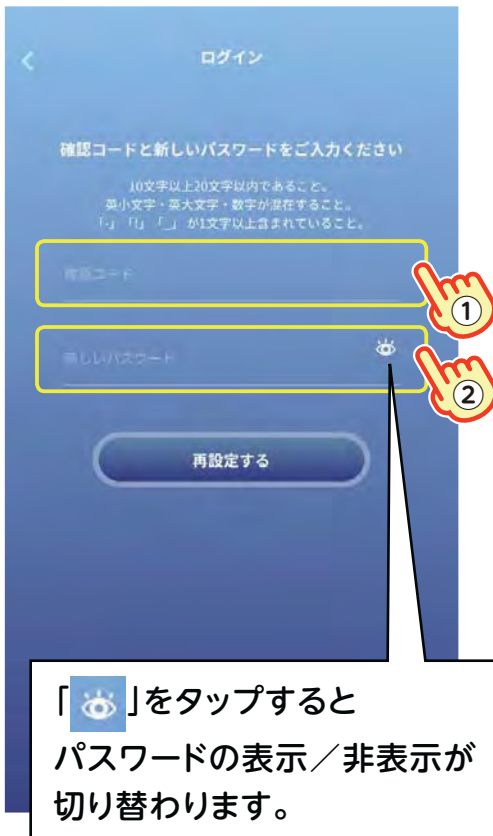 ログイン
確認コードと新しいパスワードをご入力ください
10文字以上20文字以内であること。
英小文字・英大文字・数字が混在すること。
「-」「!」「_」が1文字以上含まれていること。
確認コード
①
新しいパスワード
②
再設定する
「」をタップすると
パスワードの表示／非表示が
切り替わります。